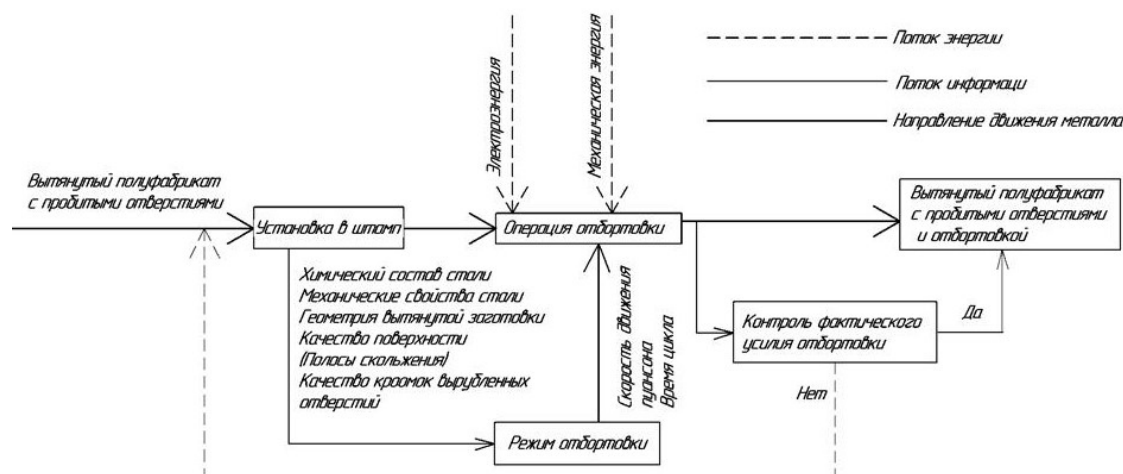 Электроэнергия
Механическая энергия
Поток энергии
Поток информаци
Направление движения металла
Вытянутый полуфабрикат
с пробитыми отверстиями
Установка в штамп
Операция отбортовки
Вытянутый полуфабрикат
с пробитыми отверстиями
и отбортовкой
Химический состав стали
Механические свойства стали
Геометрия вытянутой заготовки
Качество поверхности
(Полосы скольжения)
Качество кромок вырубленных
отверстий
Скорость движения
пуансона
Время цикла
Режим отбортовки
Контроль фактического
усилия отбортовки
Да
Нет